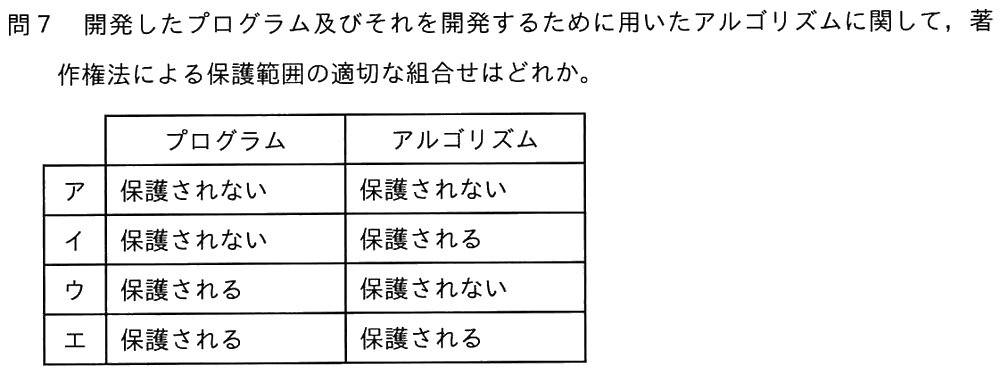 問7 開発したプログラム及びそれを開発するために用いたアルゴリズムに関して，著
作権法による保護範囲の適切な組合せはどれか。
プログラム アルゴリズム
ア 保護されない 保護されない
イ 保護されない 保護される
ウ 保護される 保護されない
エ 保護される 保護される